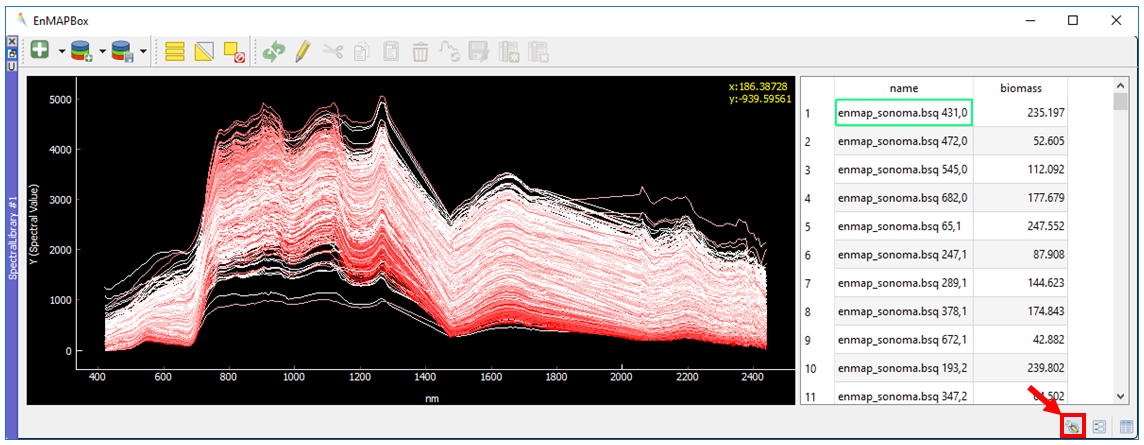 EnMAPBox
U
SpectralLibrary #1
x:186.38728
y:-939.59561
5000
4000
3000
2000
1000
0
Y (Spectral Value)
400 600 800 1000 1200 1400 1600 1800 2000 2200 2400
nm
name biomass
1 enmap_sonoma.bsq 431,0 235.197
2 enmap_sonoma.bsq 472,0 52.605
3 enmap_sonoma.bsq 545,0 112.092
4 enmap_sonoma.bsq 682,0 177.679
5 enmap_sonoma.bsq 65,1 247.552
6 enmap_sonoma.bsq 247,1 87.908
7 enmap_sonoma.bsq 289,1 144.623
8 enmap_sonoma.bsq 378,1 174.843
9 enmap_sonoma.bsq 672,1 42.882
10 enmap_sonoma.bsq 193,2 239.802
11 enmap_sonoma.bsq 347,2